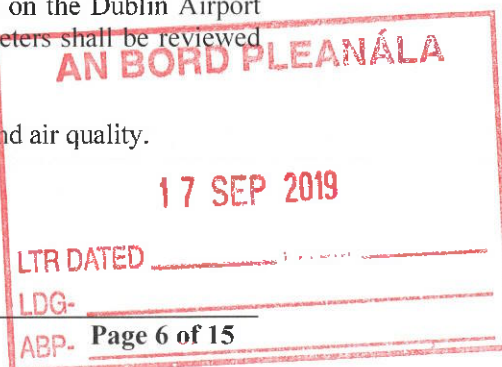 on the Dublin Airport
eters shall be reviewed
AN BORD PLEANÁLA
nd air quality.
17 SEP 2019
LTR DATED
LDG-
ABP- Page 6 of 15